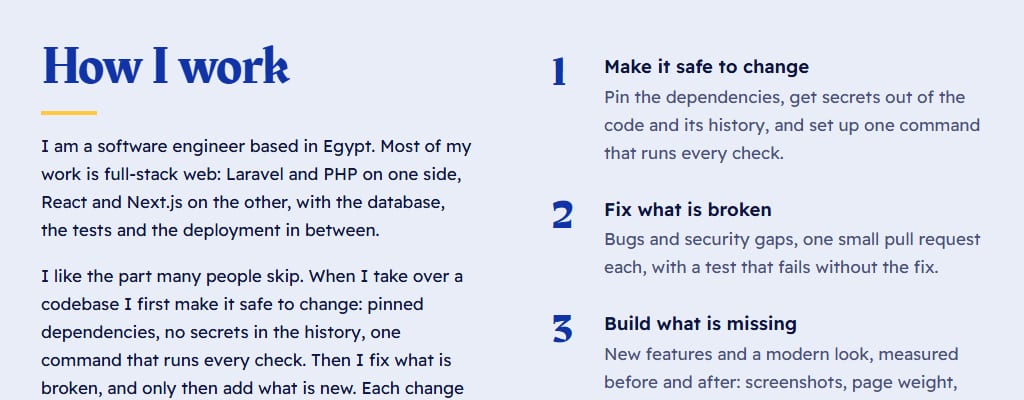 How I work
I am a software engineer based in Egypt. Most of my
work is full-stack web: Laravel and PHP on one side,
React and Next.js on the other, with the database,
the tests and the deployment in between.
I like the part many people skip. When I take over a
codebase I first make it safe to change: pinned
dependencies, no secrets in the history, one
command that runs every check. Then I fix what is
broken, and only then add what is new. Each change
1
Make it safe to change
Pin the dependencies, get secrets out of the
code and its history, and set up one command
that runs every check.
2
Fix what is broken
Bugs and security gaps, one small pull request
each, with a test that fails without the fix.
3
Build what is missing
New features and a modern look, measured
before and after: screenshots, page weight,